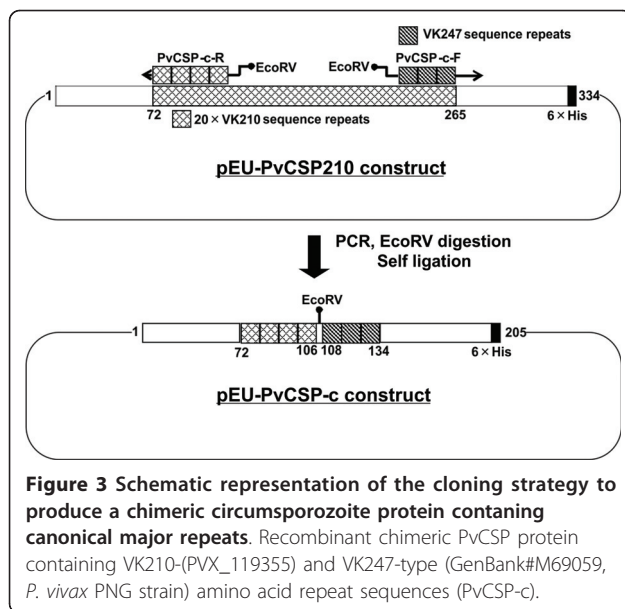 VK247 sequence repeats
PvCSP-c-R
PvCSP-c-F
EcoRV
EcoRV
1
334
72
265
6 × His
20 × VK210 sequence repeats
pEU-PvCSP210 construct
PCR, EcoRV digestion
Self ligation
EcoRV
1
205
72
106
108
134
6 × His
pEU-PvCSP-c construct
Figure 3 Schematic representation of the cloning strategy to
produce a chimeric circumsporozoite protein contaning
canonical major repeats. Recombinant chimeric PvCSP protein
containing VK210-(PVX_119355) and VK247-type (GenBank#M69059,
P. vivax PNG strain) amino acid repeat sequences (PvCSP-c).